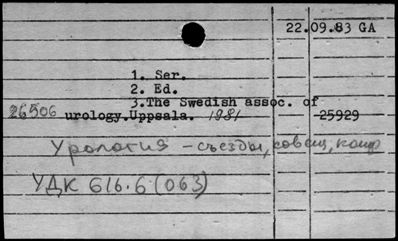 22.09.83 GA
1. Ser.
2. Ed.
3.The Swedish assoc. of
26506 urology.Uppsala. 1981 25929
Урология - съезды, совещ, конф
УДК 616.6 (063)